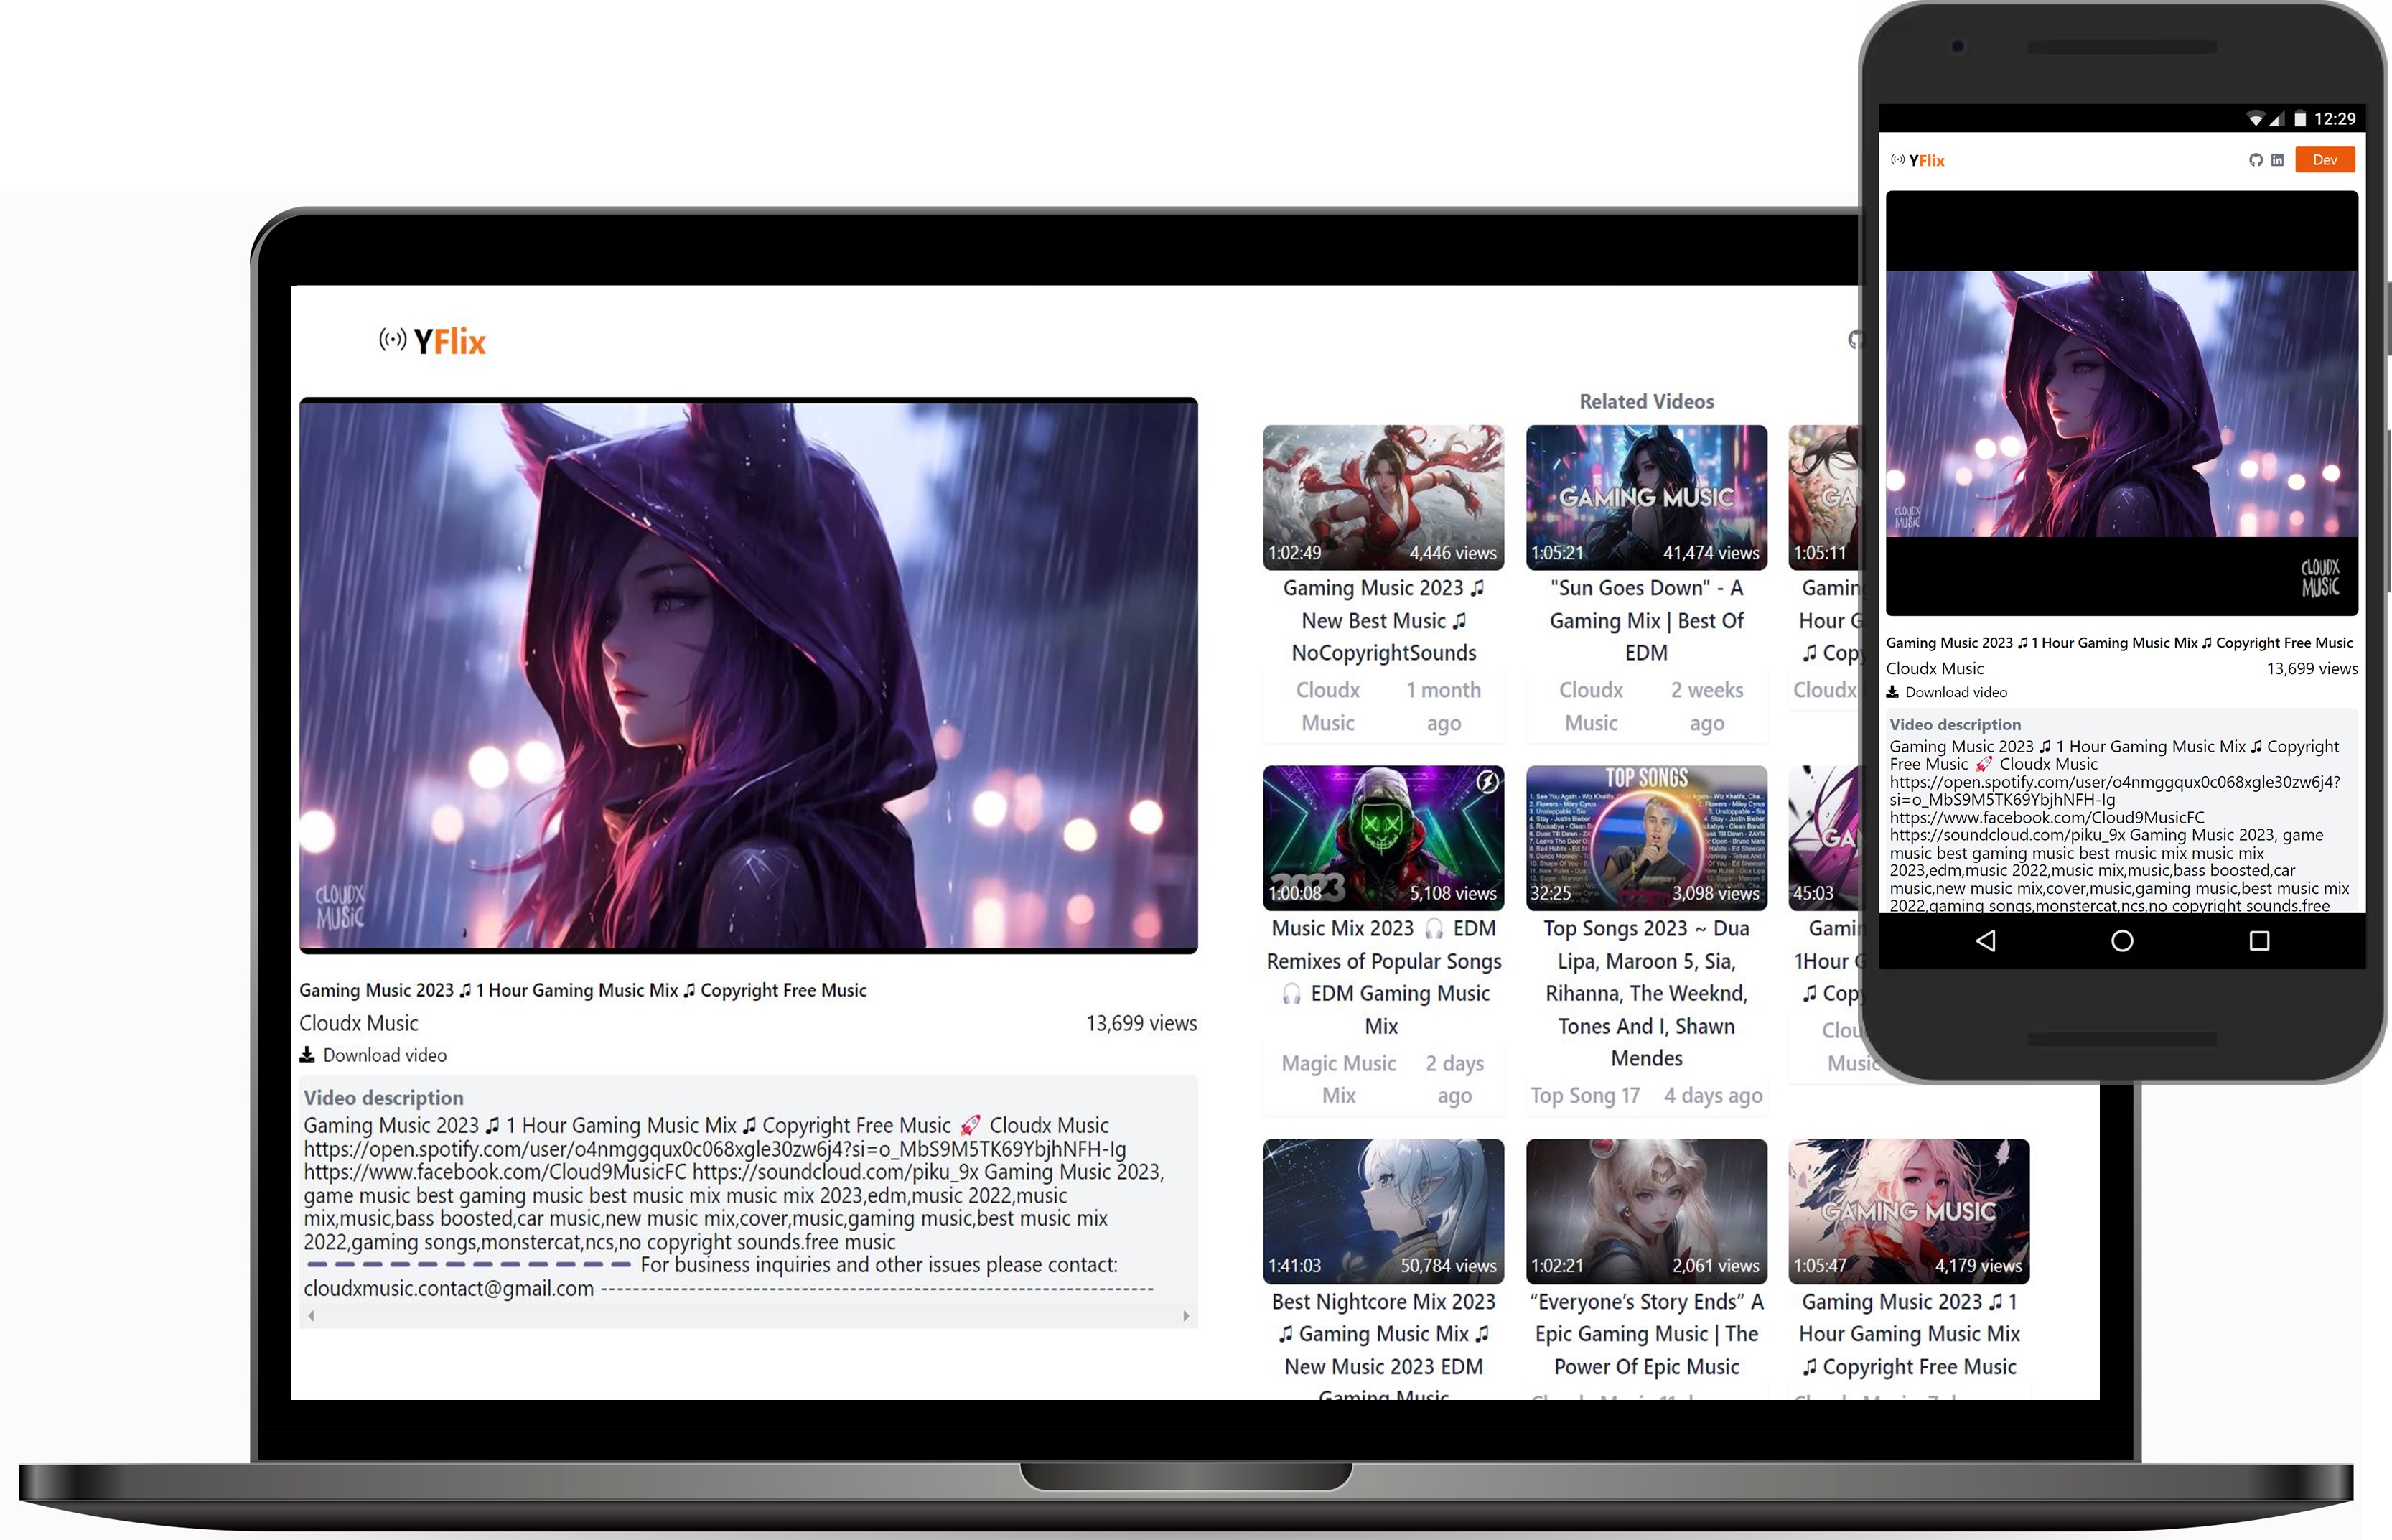 YFlix
CLOUDX
MUSIC
Gaming Music 2023 🎵 1 Hour Gaming Music Mix 🎵 Copyright Free Music
Cloudx Music
13,699 views
Download video
Video description
Gaming Music 2023 🎵 1 Hour Gaming Music Mix 🎵 Copyright Free Music 🚀 Cloudx Music
https://open.spotify.com/user/o4nmggqux0c068xgle30zw6j4?si=o_MbS9M5TK69YbjhNFH-Ig
https://www.facebook.com/Cloud9MusicFC https://soundcloud.com/piku_9x Gaming Music 2023,
game music best gaming music best music mix music mix 2023,edm,music 2022,music
mix,music,bass boosted,car music,new music mix,cover,music,gaming music,best music mix
2022,gaming songs,monstercat,ncs,no copyright sounds.free music
For business inquiries and other issues please contact:
cloudxmusic.contact@gmail.com ------------------------------------------------------------------
Related Videos
1:02:49 4,446 views
Gaming Music 2023 🎵
New Best Music 🎵
NoCopyrightSounds
Cloudx Music
1 month ago
GAMING MUSIC
1:05:21 41,474 views
"Sun Goes Down" - A
Gaming Mix | Best Of
EDM
Cloudx Music
2 weeks ago
GA
1:05:11
Gamin
Hour G
🎵 Copy
Cloudx
2023
1:00:08 5,108 views
Music Mix 2023 🎧 EDM
Remixes of Popular Songs
🎧 EDM Gaming Music
Mix
Magic Music Mix
2 days ago
TOP SONGS
32:25 3,098 views
Top Songs 2023 ~ Dua
Lipa, Maroon 5, Sia,
Rihanna, The Weeknd,
Tones And I, Shawn
Mendes
Top Song 17 4 days ago
GA
45:03
Gamin
1Hour G
🎵 Copy
Clou
Music
1:41:03 50,784 views
Best Nightcore Mix 2023
🎵 Gaming Music Mix 🎵
New Music 2023 EDM
Gaming Music
1:02:21 2,061 views
“Everyone’s Story Ends” A
Epic Gaming Music | The
Power Of Epic Music
GAMING MUSIC
1:05:47 4,179 views
Gaming Music 2023 🎵 1
Hour Gaming Music Mix
🎵 Copyright Free Music
12:29
YFlix
Dev
CLOUDX
MUSIC
CLOUDX
MUSIC
Gaming Music 2023 🎵 1 Hour Gaming Music Mix 🎵 Copyright Free Music
Cloudx Music 13,699 views
Download video
Video description
Gaming Music 2023 🎵 1 Hour Gaming Music Mix 🎵 Copyright
Free Music 🚀 Cloudx Music
https://open.spotify.com/user/o4nmggqux0c068xgle30zw6j4?
si=o_MbS9M5TK69YbjhNFH-Ig
https://www.facebook.com/Cloud9MusicFC
https://soundcloud.com/piku_9x Gaming Music 2023, game
music best gaming music best music mix music mix
2023,edm,music 2022,music mix,music,bass boosted,car
music,new music mix,cover,music,gaming music,best music mix
2022,gaming songs,monstercat,ncs,no copyright sounds.free